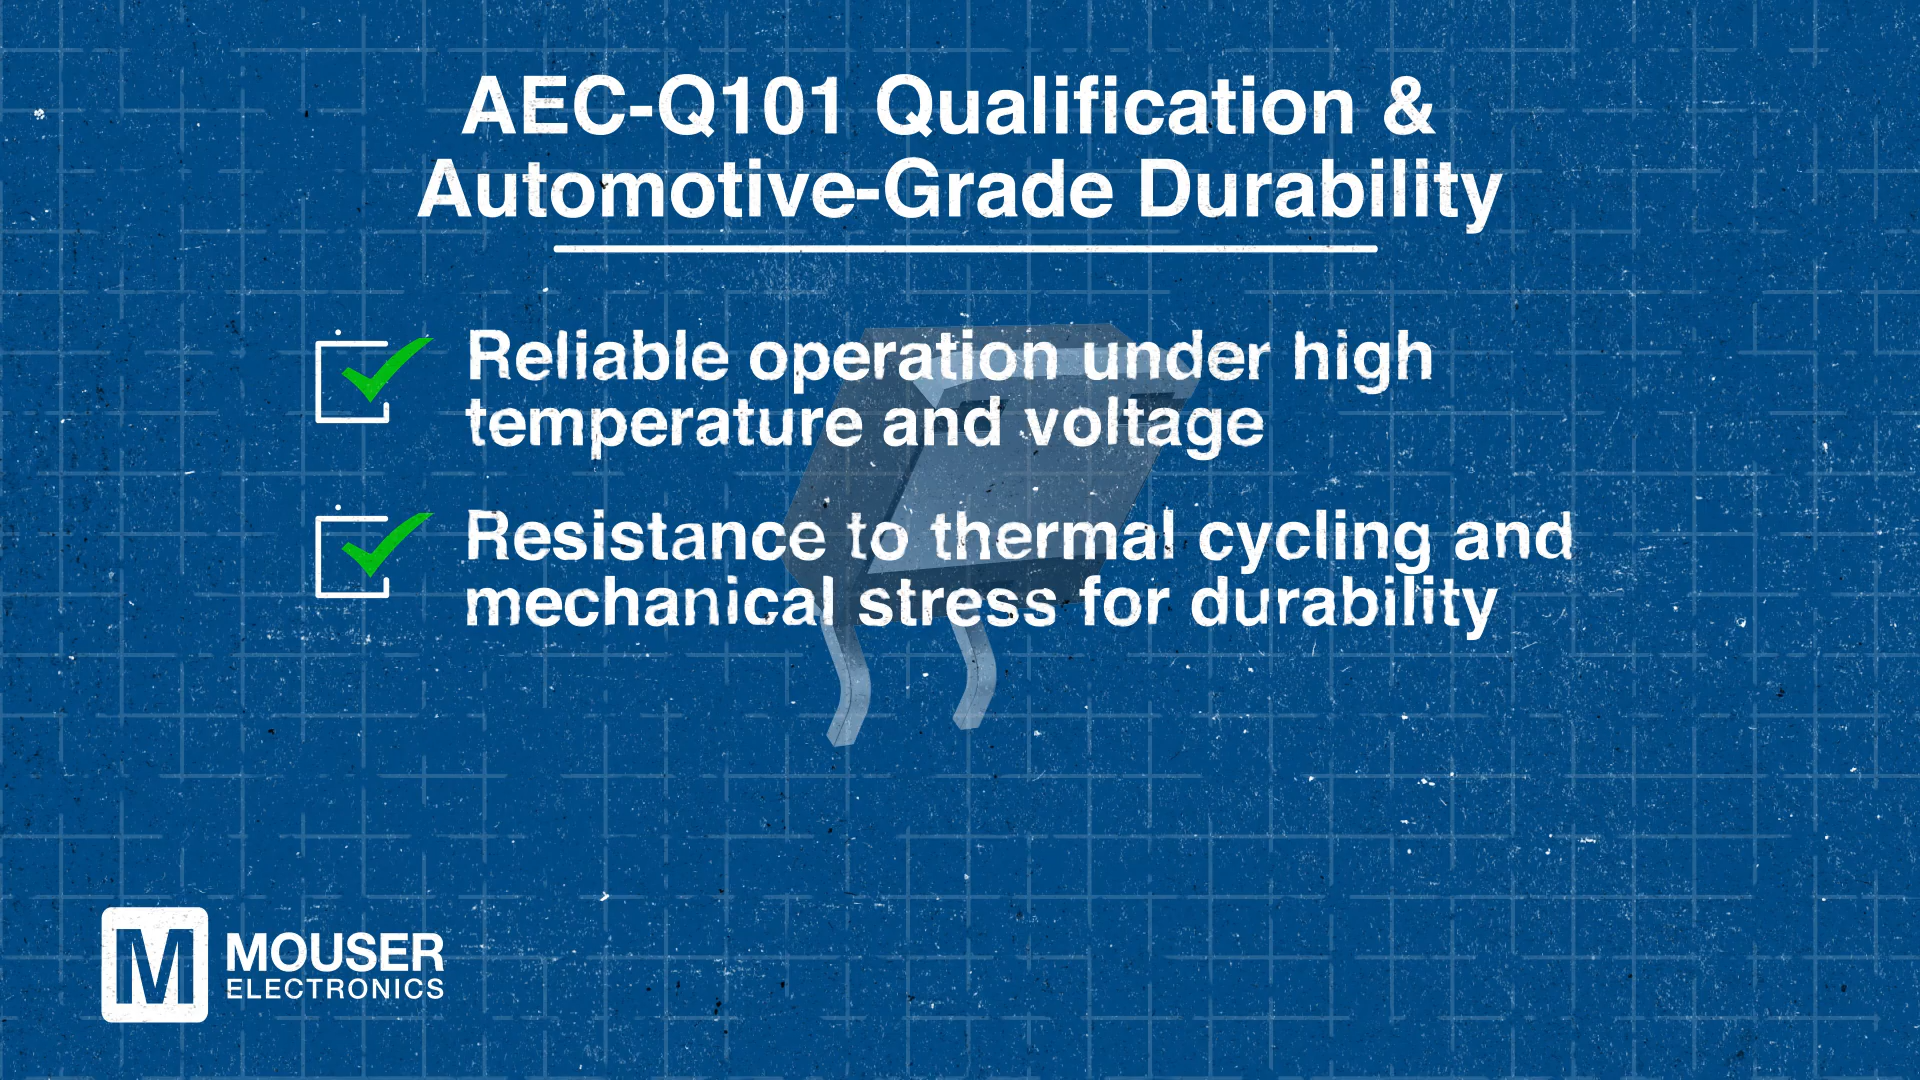 AEC-Q101 Qualification &
Automotive-Grade Durability
Reliable operation under high
temperature and voltage
Resistance to thermal cycling and
mechanical stress for durability
M
MOUSER
ELECTRONICS